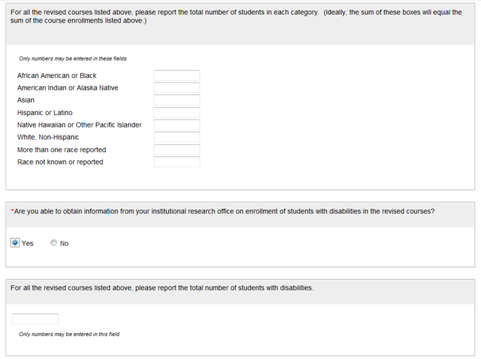 For all the revised courses listed above, please report the total number of students in each category. (Ideally, the sum of these boxes will equal the
sum of the course enrollments listed above.)
Only numbers may be entered in these fields
African American or Black
American Indian or Alaska Native
Asian
Hispanic or Latino
Native Hawaiian or Other Pacific Islander
White, Non-Hispanic
More than one race reported
Race not known or reported
*Are you able to obtain information from your institutional research office on enrollment of students with disabilities in the revised courses?
Yes No
For all the revised courses listed above, please report the total number of students with disabilities.
Only numbers may be entered in this field